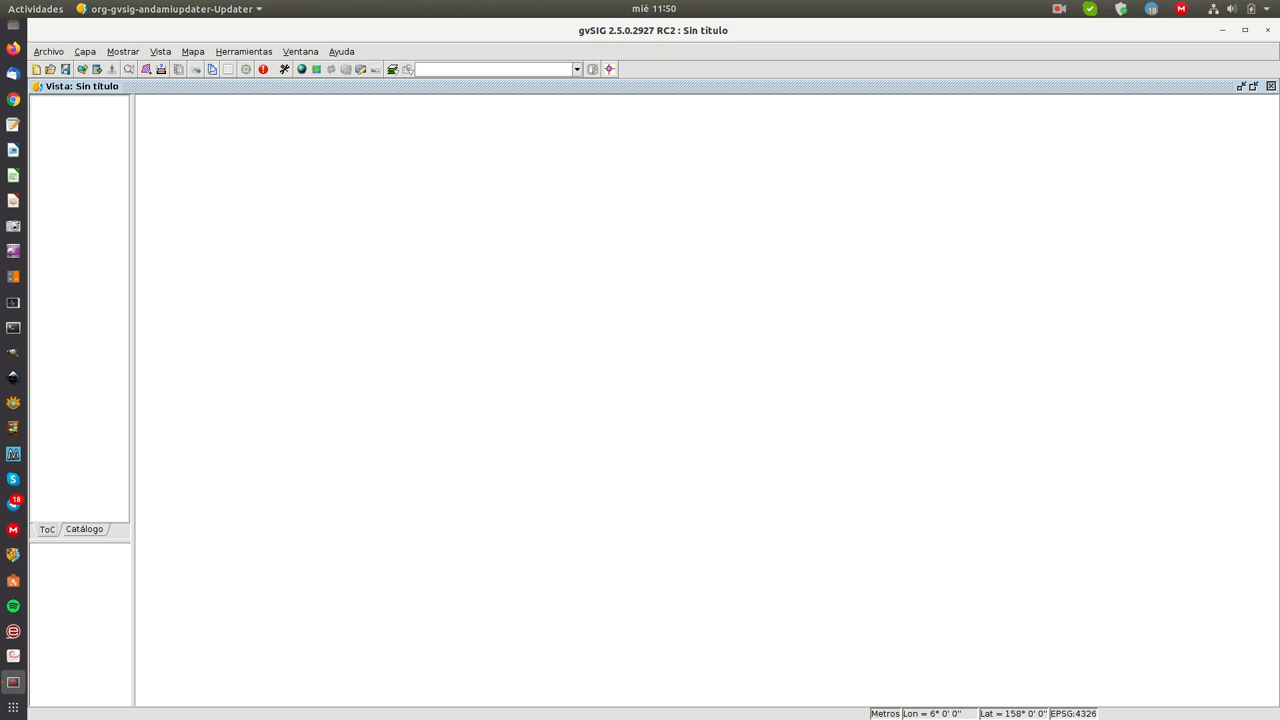 Actividades org-gvsig-andamiupdater-Updater mié 11:50 18
gvSIG 2.5.0.2927 RC2 : Sin título
Archivo Capa Mostrar Vista Mapa Herramientas Ventana Ayuda
Vista: Sin título
18
ToC Catálogo
Metros Lon = 6° 0' 0'' Lat = 158° 0' 0'' EPSG:4326